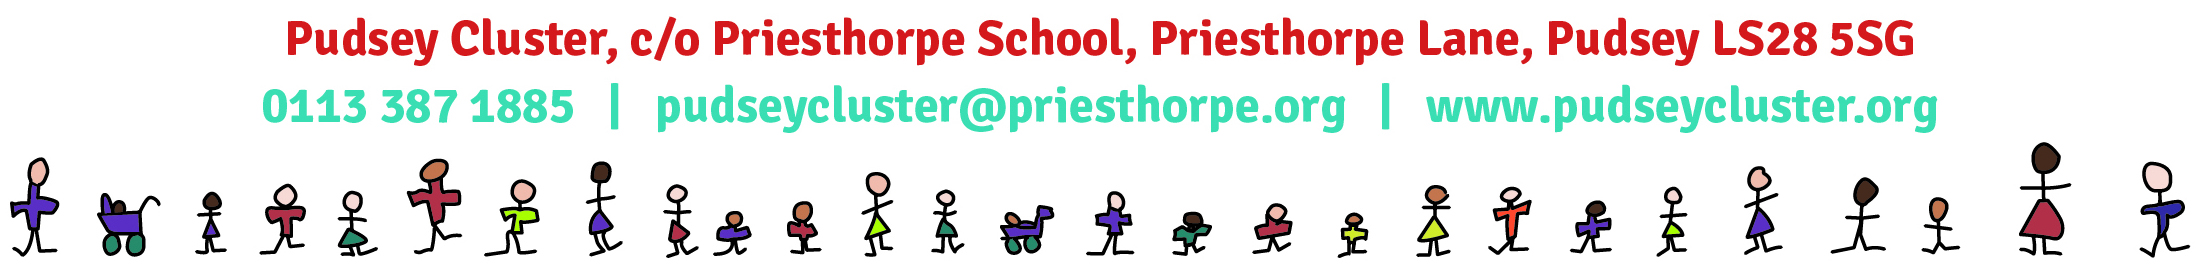 Pudsey Cluster, c/o Priesthorpe School, Priesthorpe Lane, Pudsey LS28 5SG
0113 387 1885 | pudseycluster@priesthorpe.org | www.pudseycluster.org